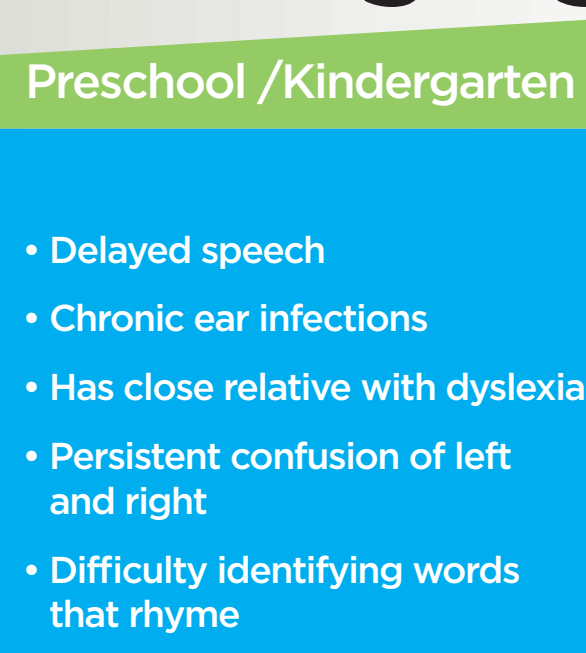 Preschool /Kindergarten
• Delayed speech
• Chronic ear infections
• Has close relative with dyslexia
• Persistent confusion of left
and right
• Difficulty identifying words
that rhyme